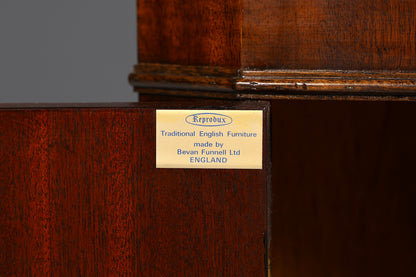 Reprodux
Traditional English Furniture
made by
Bevan Funnell Ltd
ENGLAND